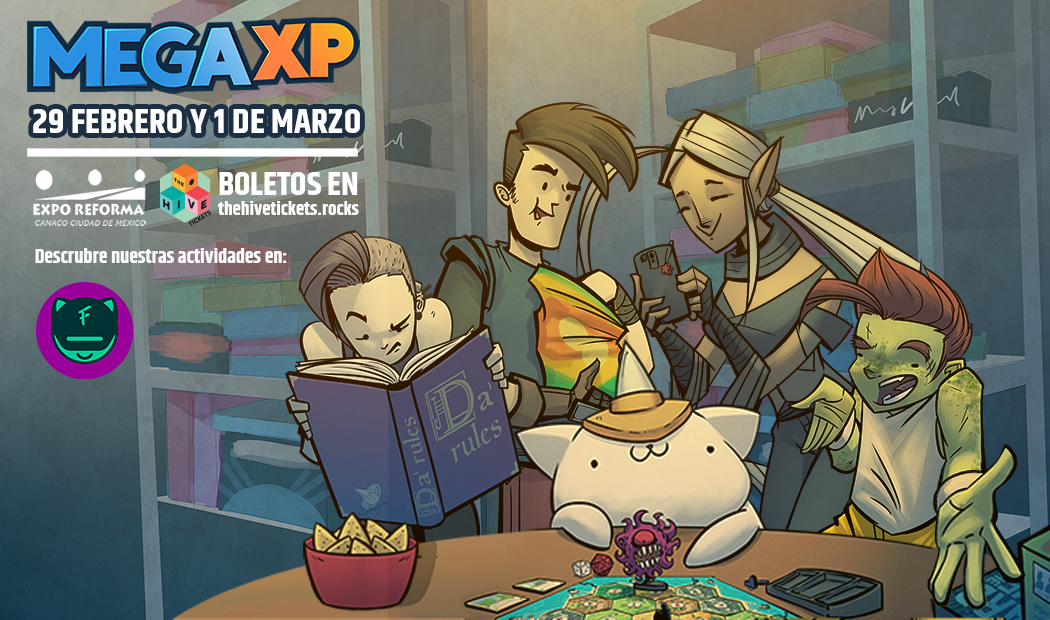 MEGAXP
29 FEBRERO Y 1 DE MARZO
EXPO REFORMA
CANACO CIUDAD DE MÉXICO
THE
HIVE
TICKETS
BOLETOS EN
thehivetickets.rocks
Descrubre nuestras actividades en:
F
Da' rules
THE
Da'
rules